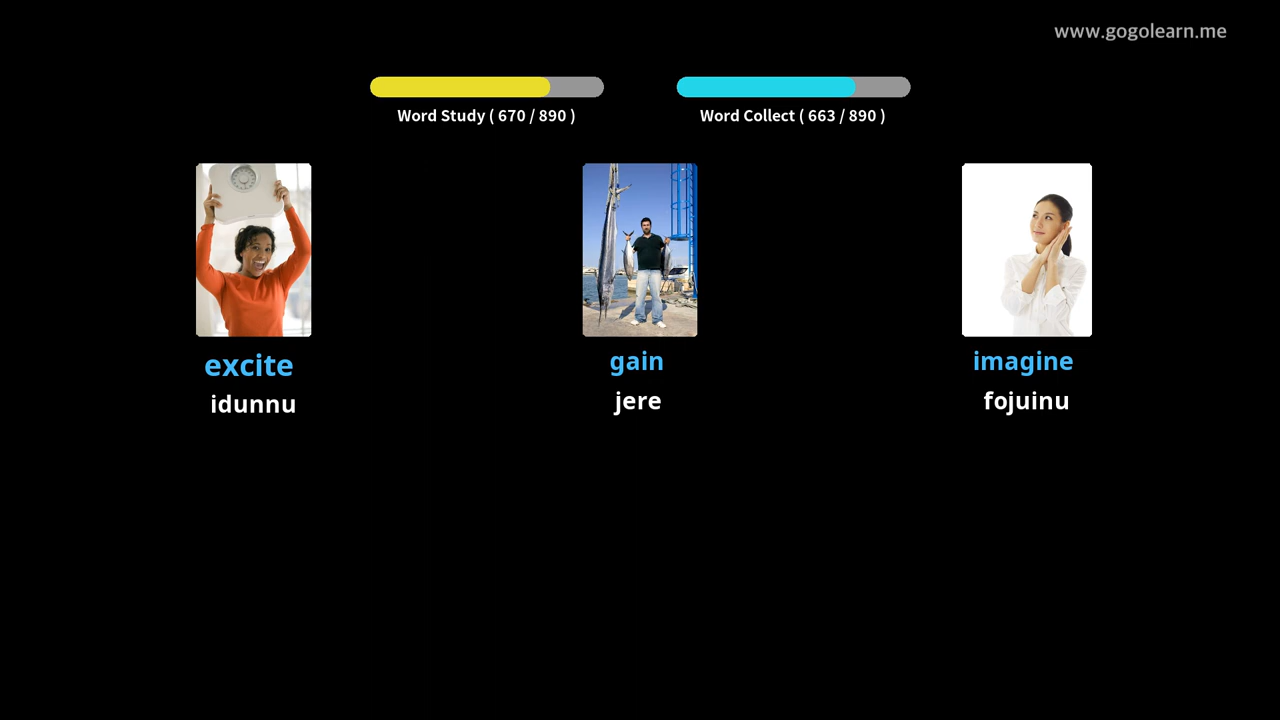 www.gogolearn.me
Word Study ( 670 / 890 )
Word Collect ( 663 / 890 )
excite
gain
imagine
idunnu
jere
fojuinu